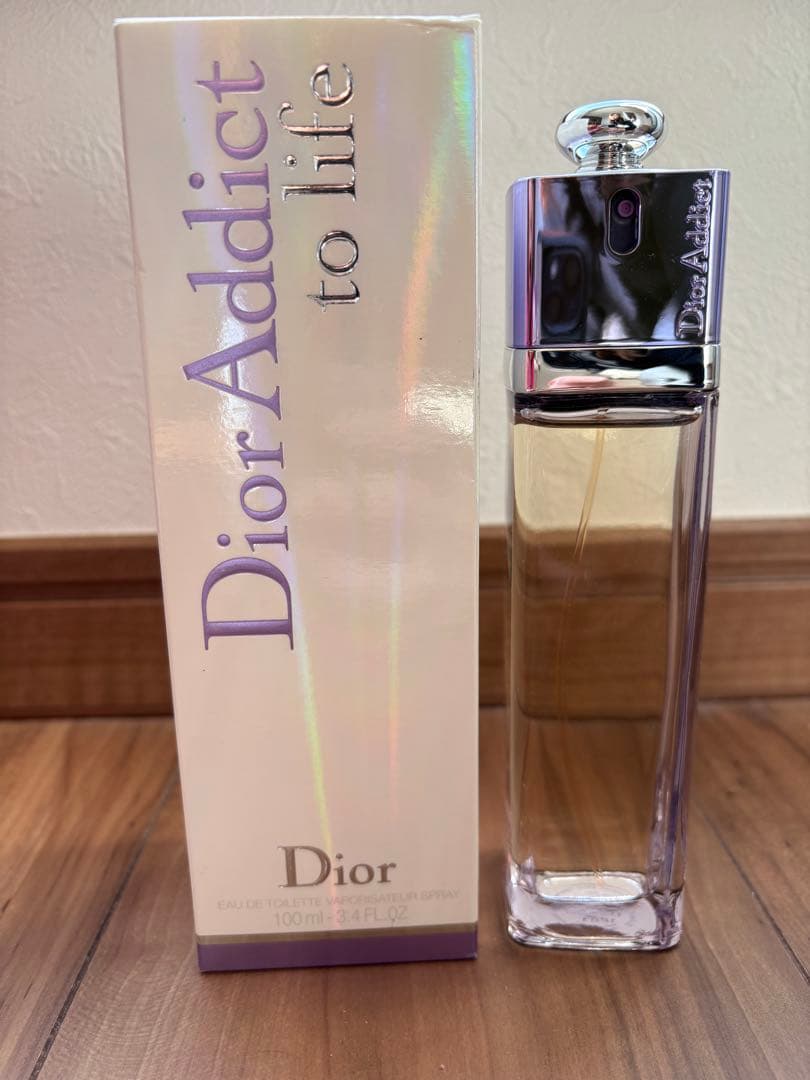 Dior Addict
to life
Dior
EAU DE TOILETTE VAPORISATEUR SPRAY
100 ml - 3.4 FL.OZ
Dior Addict